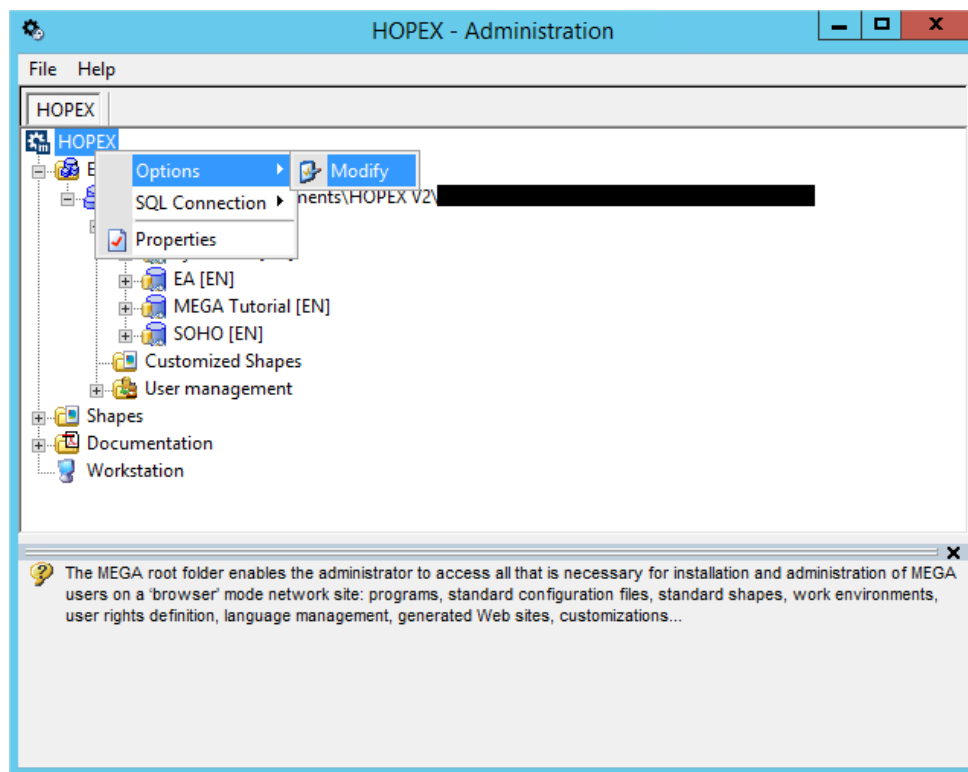 HOPEX - Administration
File Help
HOPEX
HOPEX
E
Options
Modify
SQL Connection
ments\HOPEX V2\
Properties
EA [EN]
MEGA Tutorial [EN]
SOHO [EN]
Customized Shapes
User management
Shapes
Documentation
Workstation
The MEGA root folder enables the administrator to access all that is necessary for installation and administration of MEGA
users on a 'browser' mode network site: programs, standard configuration files, standard shapes, work environments,
user rights definition, language management, generated Web sites, customizations...